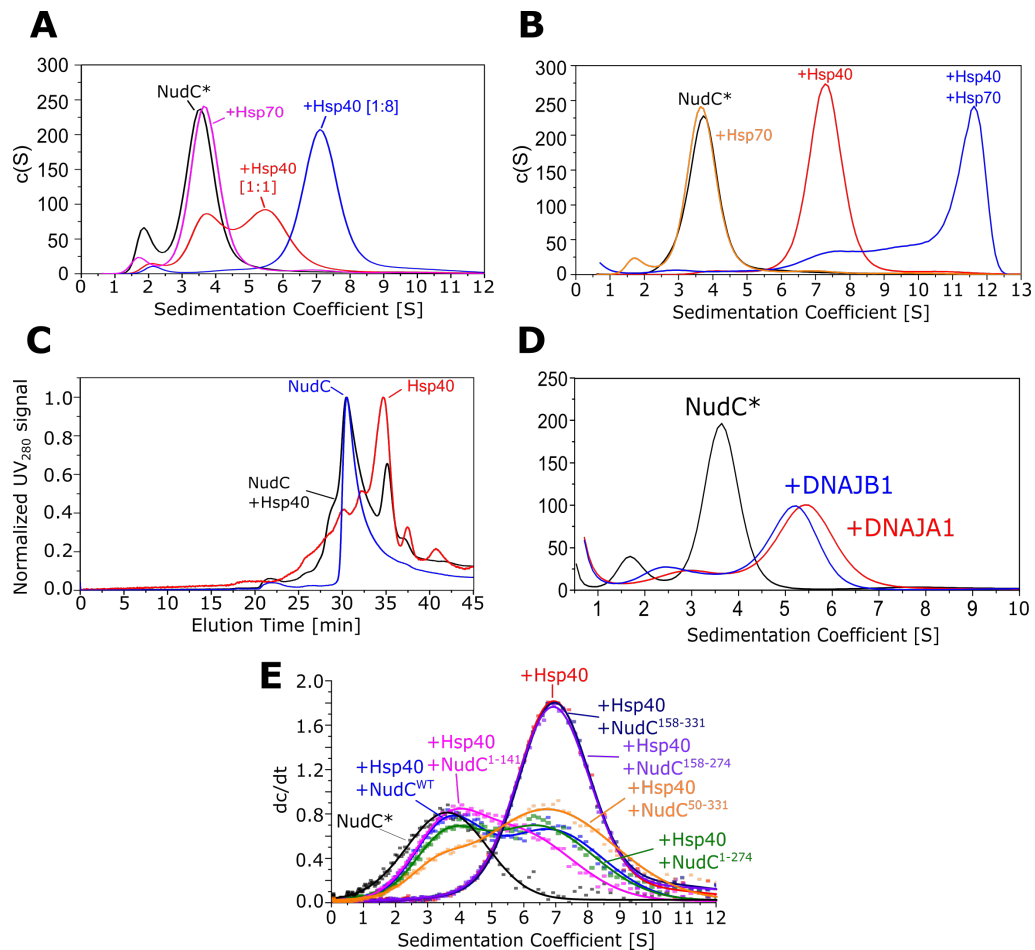 A
B
300
250
200
150
100
50
0
c(S)
NudC*
+Hsp70
+Hsp40 [1:8]
+Hsp40
[1:1]
0 1 2 3 4 5 6 7 8 9 10 11 12
Sedimentation Coefficient [S]
300
250
200
150
100
50
0
c(S)
NudC*
+Hsp70
+Hsp40
+Hsp40
+Hsp70
0 1 2 3 4 5 6 7 8 9 10 11 12 13
Sedimentation Coefficient [S]
C
D
Normalized UV280 signal
1.0
0.8
0.6
0.4
0.2
0.0
NudC
Hsp40
NudC
+Hsp40
0 5 10 15 20 25 30 35 40 45
Elution Time [min]
250
200
150
100
50
0
NudC*
+DNAJB1
+DNAJA1
1 2 3 4 5 6 7 8 9 10
Sedimentation Coefficient [S]
E
2.0
1.6
1.2
0.8
0.4
0.0
dc/dt
+Hsp40
+Hsp40
+NudC158-331
+Hsp40
+NudC1-141
+Hsp40
+NudC158-274
+Hsp40
+NudCWT
+Hsp40
+NudC50-331
NudC*
+Hsp40
+NudC1-274
0 1 2 3 4 5 6 7 8 9 10 11 12
Sedimentation Coefficient [S]